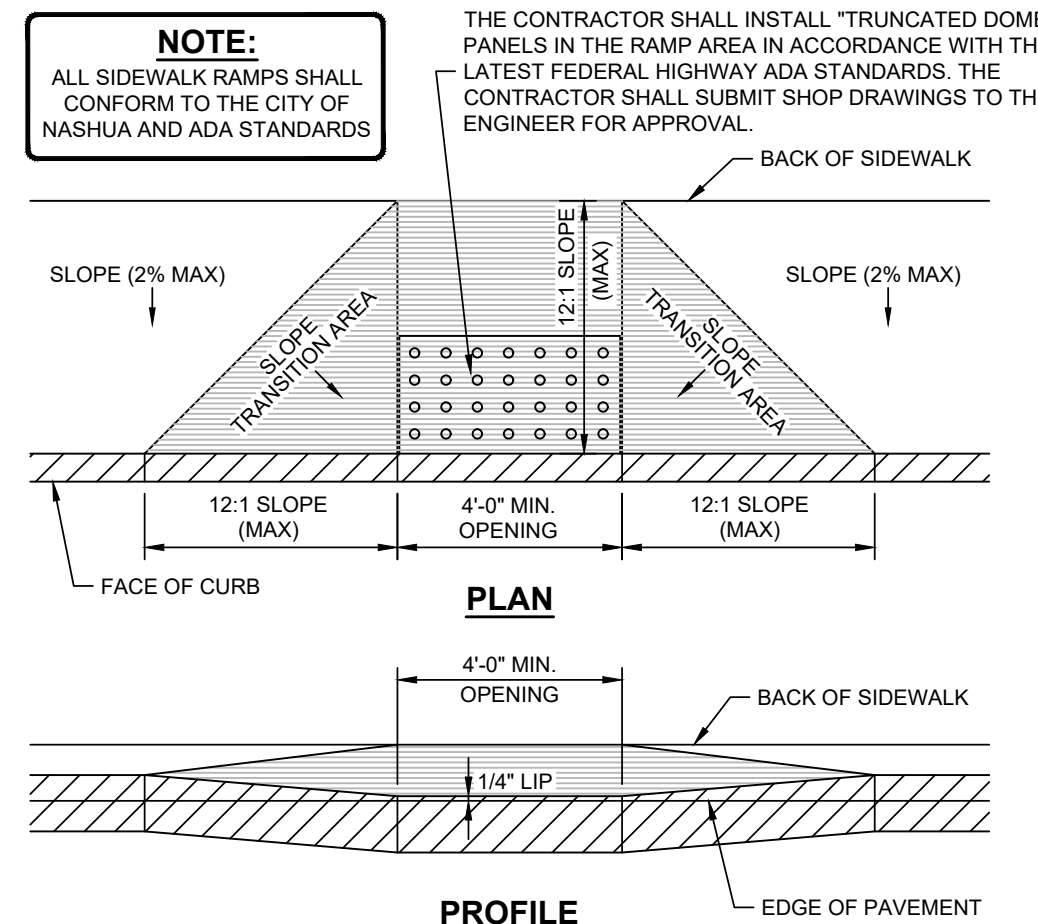 NOTE:
ALL SIDEWALK RAMPS SHALL
CONFORM TO THE CITY OF
NASHUA AND ADA STANDARDS
THE CONTRACTOR SHALL INSTALL "TRUNCATED DOME
PANELS IN THE RAMP AREA IN ACCORDANCE WITH TH
LATEST FEDERAL HIGHWAY ADA STANDARDS. THE
CONTRACTOR SHALL SUBMIT SHOP DRAWINGS TO TH
ENGINEER FOR APPROVAL.
BACK OF SIDEWALK
SLOPE (2% MAX)
12:1 SLOPE
(MAX)
SLOPE (2% MAX)
SLOPE
TRANSITION AREA
SLOPE
TRANSITION AREA
12:1 SLOPE
(MAX)
4'-0" MIN.
OPENING
12:1 SLOPE
(MAX)
FACE OF CURB
PLAN
4'-0" MIN.
OPENING
BACK OF SIDEWALK
1/4" LIP
EDGE OF PAVEMENT
PROFILE